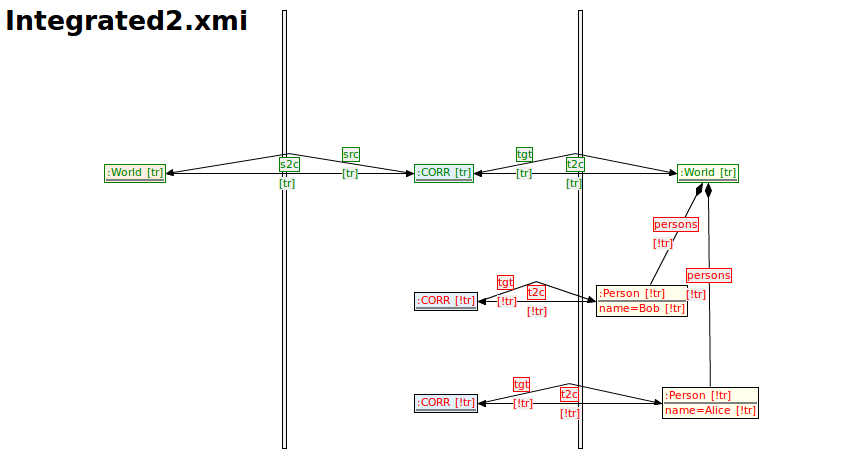 Integrated2.xmi
src
tgt
s2c
t2c
:World [tr]
:CORR [tr]
:World [tr]
[tr]
[tr]
[tr]
[tr]
persons
[!tr]
persons
tgt
t2c
:Person [!tr]
[!tr]
:CORR [!tr]
[!tr]
name=Bob [!tr]
[!tr]
tgt
t2c
:Person [!tr]
:CORR [!tr]
[!tr]
name=Alice [!tr]
[!tr]